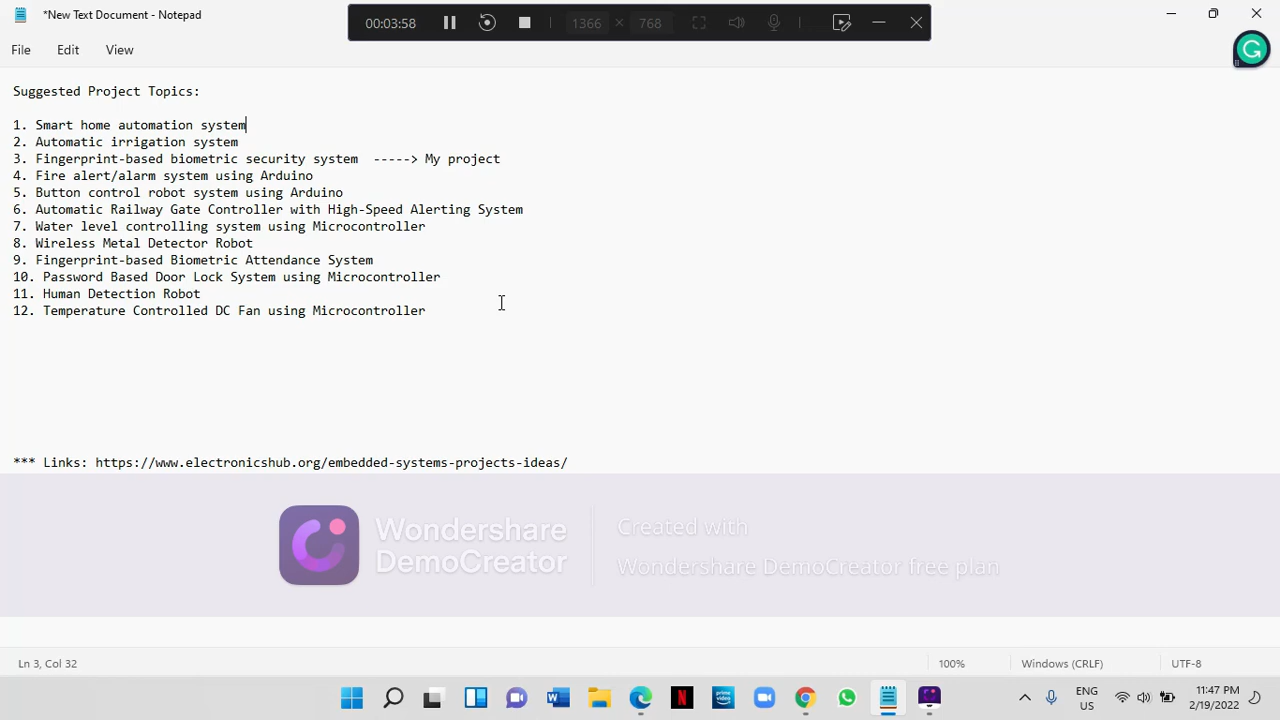 *New Text Document - Notepad
00:03:58
1366 × 768
File Edit View
Suggested Project Topics:
1. Smart home automation system
2. Automatic irrigation system
3. Fingerprint-based biometric security system -----> My project
4. Fire alert/alarm system using Arduino
5. Button control robot system using Arduino
6. Automatic Railway Gate Controller with High-Speed Alerting System
7. Water level controlling system using Microcontroller
8. Wireless Metal Detector Robot
9. Fingerprint-based Biometric Attendance System
10. Password Based Door Lock System using Microcontroller
11. Human Detection Robot
12. Temperature Controlled DC Fan using Microcontroller
*** Links: https://www.electronicshub.org/embedded-systems-projects-ideas/
Wondershare
DemoCreator
Created with
Wondershare DemoCreator free plan
Ln 3, Col 32
100%
Windows (CRLF)
UTF-8
ENG
US
11:47 PM
2/19/2022